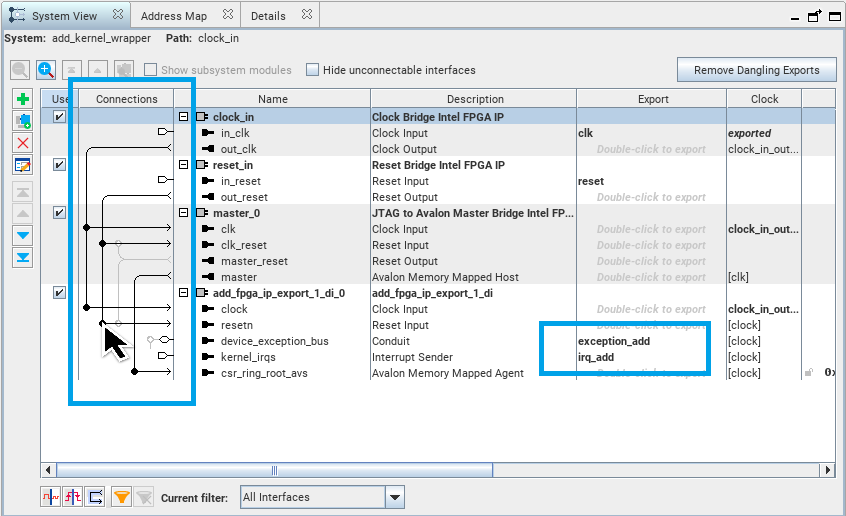 System View Address Map Details
System: add_kernel_wrapper Path: clock_in
Show subsystem modules Hide unconnectable interfaces Remove Dangling Exports
Use Connections Name Description Export Clock
clock_in Clock Bridge Intel FPGA IP
in_clk Clock Input clk exported
out_clk Clock Output Double-click to export clock_in_out...
reset_in Reset Bridge Intel FPGA IP
in_reset Reset Input reset
out_reset Reset Output Double-click to export
master_0 JTAG to Avalon Master Bridge Intel FP...
clk Clock Input Double-click to export clock_in_out...
clk_reset Reset Input Double-click to export
master_reset Reset Output Double-click to export
master Avalon Memory Mapped Host Double-click to export [clk]
add_fpga_ip_export_1_di_0 add_fpga_ip_export_1_di
clock Clock Input Double-click to export clock_in_out...
resetn Reset Input Double-click to export [clock]
device_exception_bus Conduit exception_add [clock]
kernel_irqs Interrupt Sender irq_add [clock]
csr_ring_root_avs Avalon Memory Mapped Agent Double-click to export [clock]
Current filter: All Interfaces